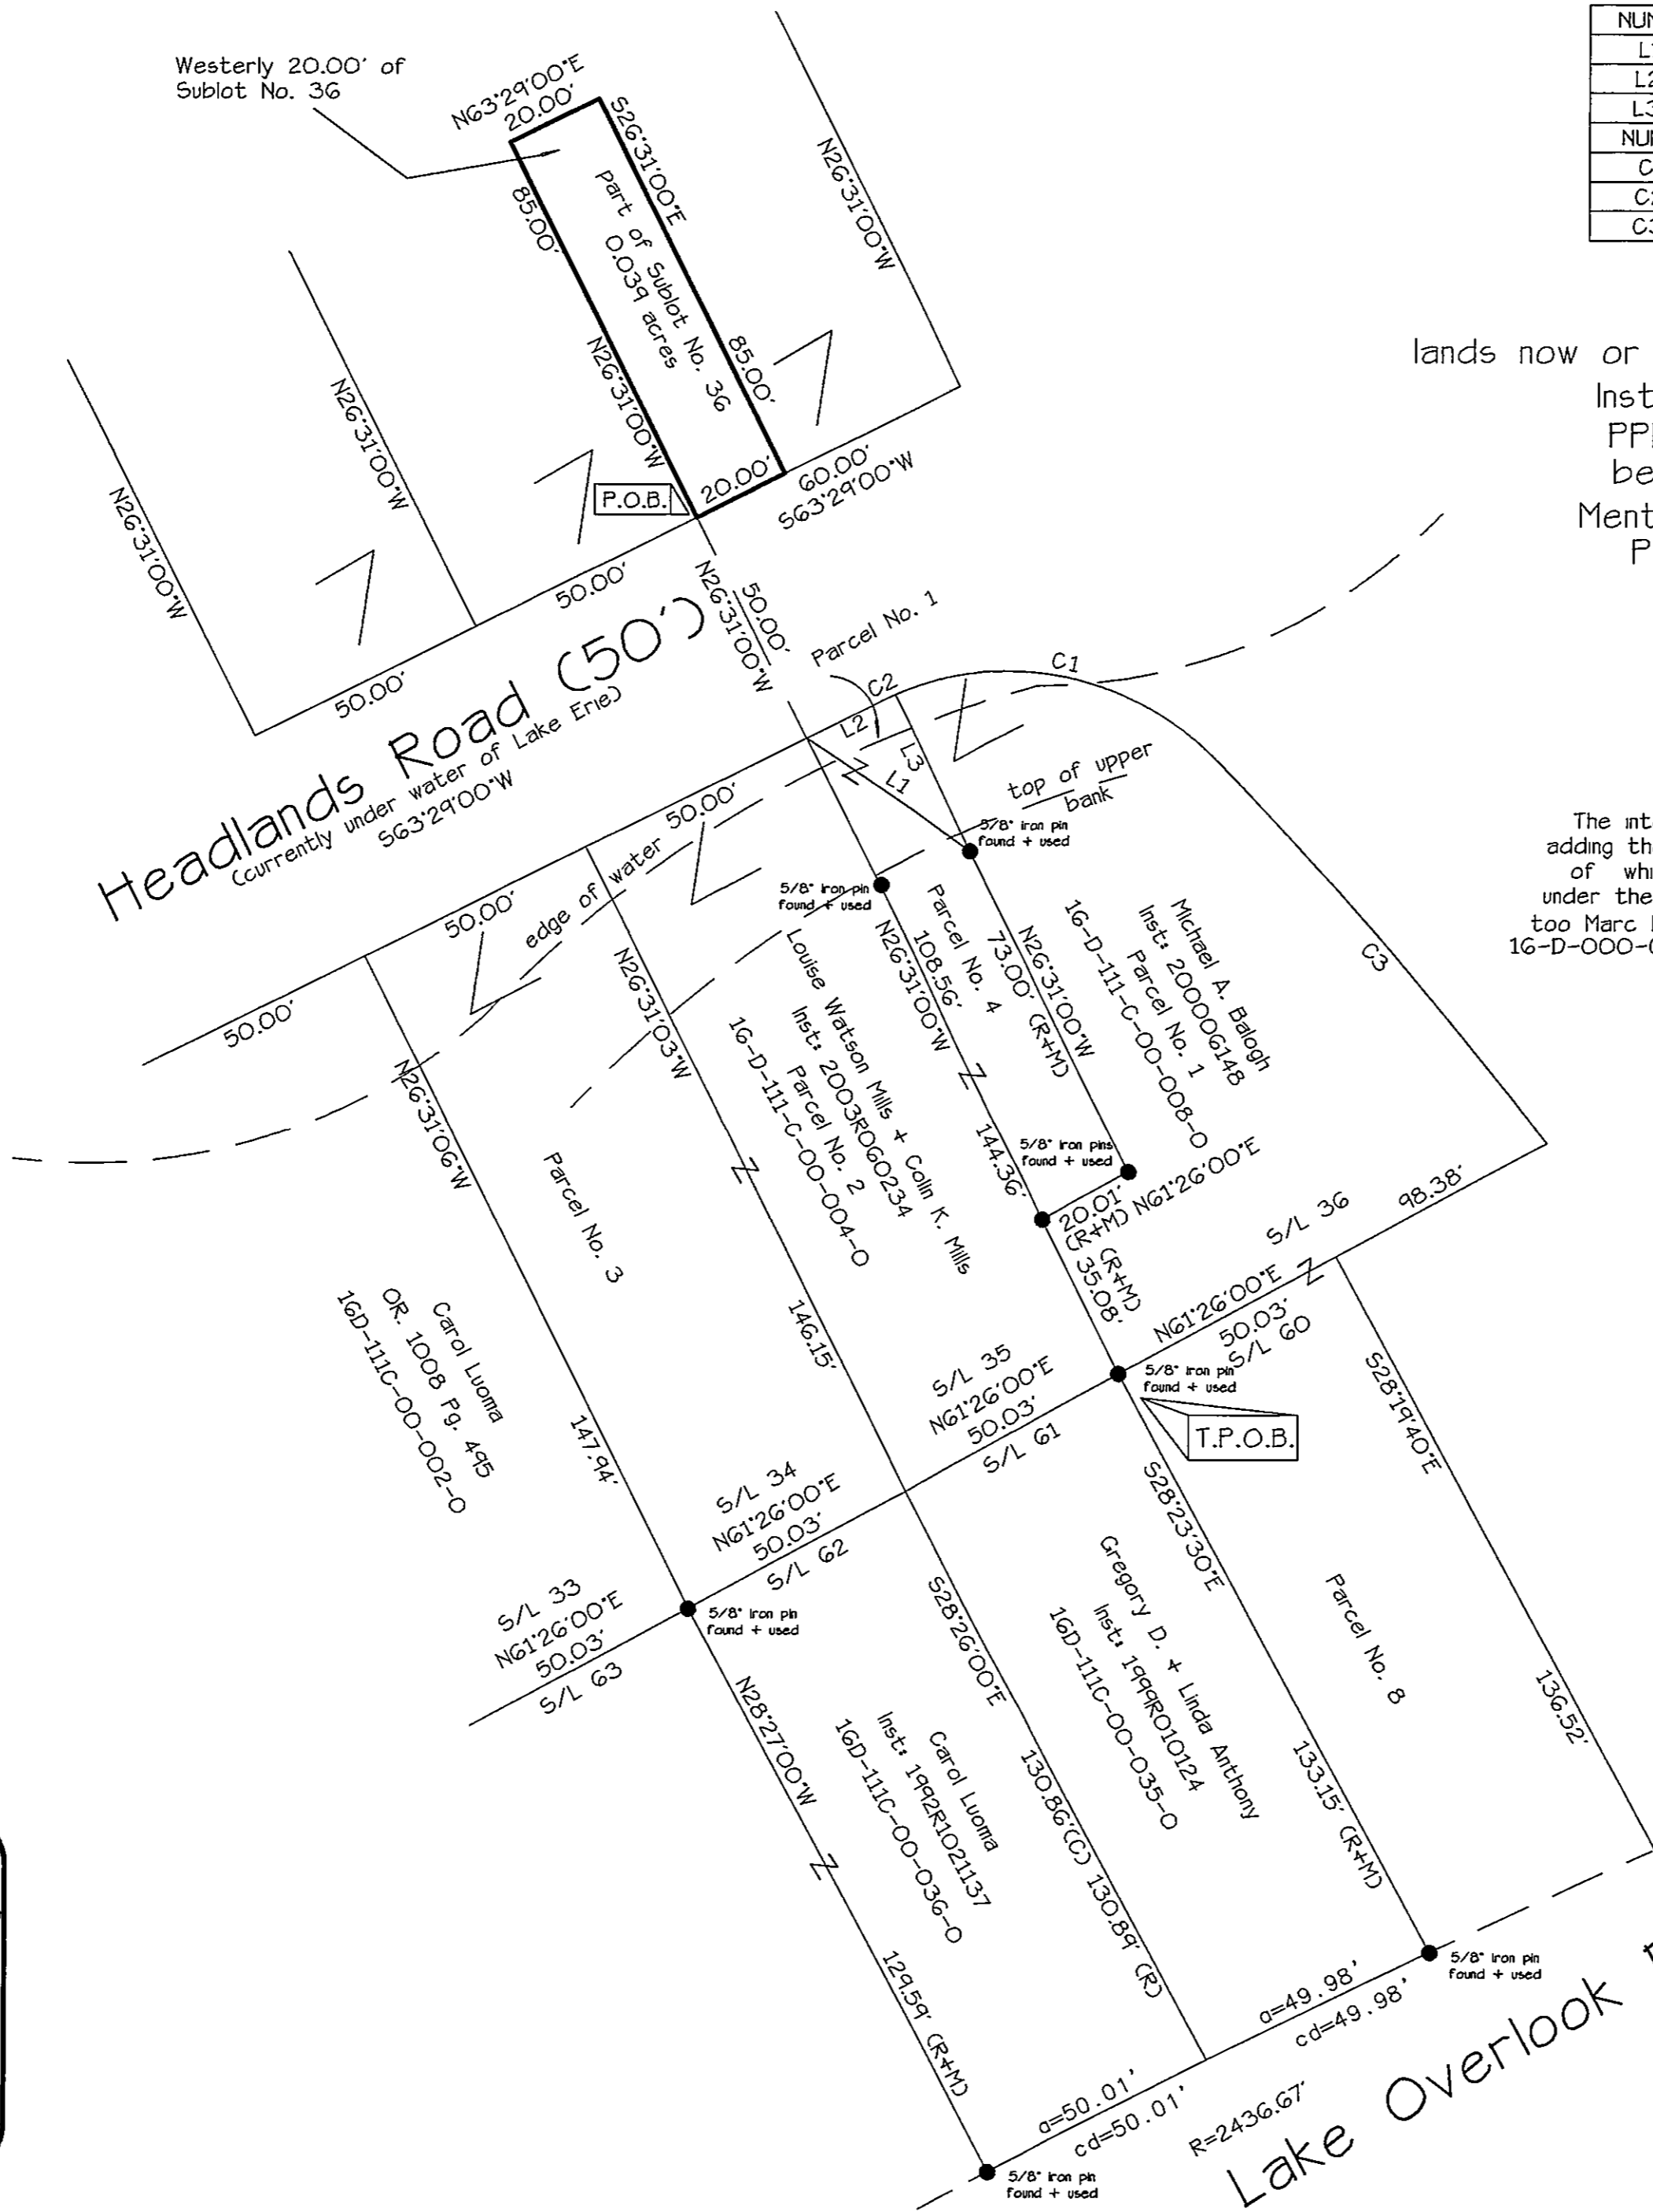 Westerly 20.00' of
Sublot No. 36
N63°29'00"E
20.00'
S26°31'00"E
85.00'
85.00'
N26°31'00"W
part of Sublot No. 36
0.039 acres
20.00'
P.O.B.
60.00'
S63°29'00"W
N26°31'00"W
N26°31'00"W
N26°31'00"W
50.00'
50.00'
Headlands Road (50')
(currently under water of Lake Erie)
S63°29'00"W
50.00'
N26°31'00"W
Parcel No. 1
C2
C1
L2
L3
L1
C3
top of upper
bank
edge of water
50.00'
50.00'
50.00'
5/8" iron pin
found + used
5/8" iron pin
found + used
Parcel No. 4
108.56'
N26°31'00"W
73.00' (R+M)
N26°31'00"W
Michael A. Balogh
Inst: 200006148
Parcel No. 1
16-D-111-C-00-008-0
Louise Watson Mills + Colin K. Mills
Inst: 2003R060234
Parcel No. 2
16-D-111-C-00-004-0
N26°31'03"W
146.15'
144.36'
5/8" iron pins
found + used
20.01'
(R+M) N61°26'00"E
(R+M)
35.08'
Parcel No. 3
N26°31'06"W
147.94'
Carol Luoma
OR. 1008 Pg. 495
16D-111C-00-002-0
S/L 36
98.38'
N61°26'00"E
50.03'
S/L 60
S/L 35
N61°26'00"E
50.03'
S/L 61
S/L 34
N61°26'00"E
50.03'
S/L 62
S/L 33
N61°26'00"E
50.03'
S/L 63
5/8" iron pin
found + used
T.P.O.B.
5/8" iron pin
found + used
S28°19'40"E
136.52'
Parcel No. 8
S28°23'30"E
133.15' (R+M)
Gregory D. + Linda Anthony
Inst: 1999R010124
16D-111C-00-035-0
S28°26'00"E
130.86'(C) 130.89' (R)
Carol Luoma
Inst: 1992R1021137
16D-111C-00-036-0
N28°27'00"W
129.59' (R+M)
5/8" iron pin
found + used
a=49.98'
cd=49.98'
a=50.01'
cd=50.01'
R=2436.67'
5/8" iron pin
found + used
Lake Overlook
L1
L2
L3
C2
C3
lands now or
Inst
be
Ment
P
The
adding the
of
under the
too Marc
16-D-000-0